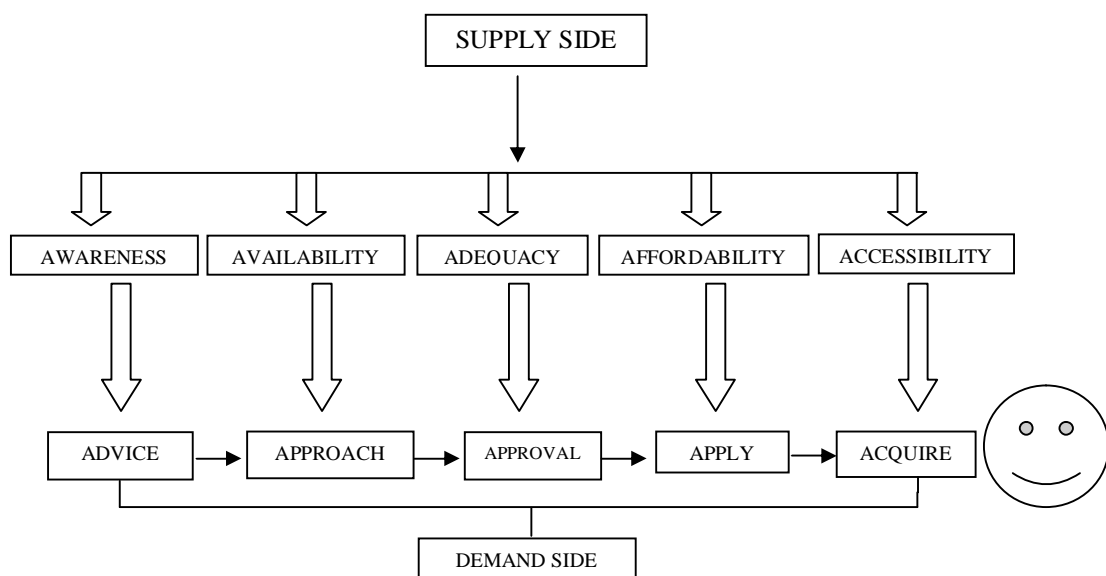 SUPPLY SIDE
AWARENESS
AVAILABILITY
ADEQUACY
AFFORDABILITY
ACCESSIBILITY
ADVICE
APPROACH
APPROVAL
APPLY
ACQUIRE
DEMAND SIDE